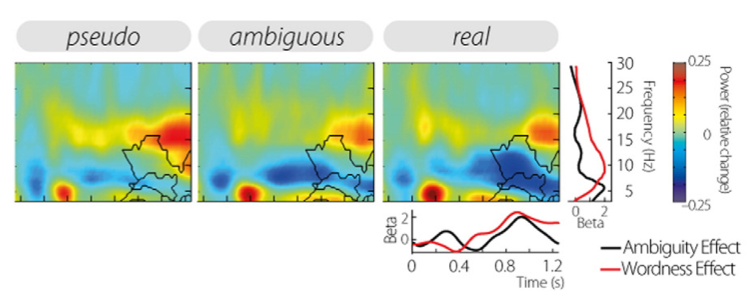 pseudo
ambiguous
real
30
25
20
15
10
5
Frequency (Hz)
0
2
Beta
0.25
0
-0.25
Power (relative change)
Beta
2
0
0
0.4
0.8
1.2
Time (s)
Ambiguity Effect
Wordness Effect